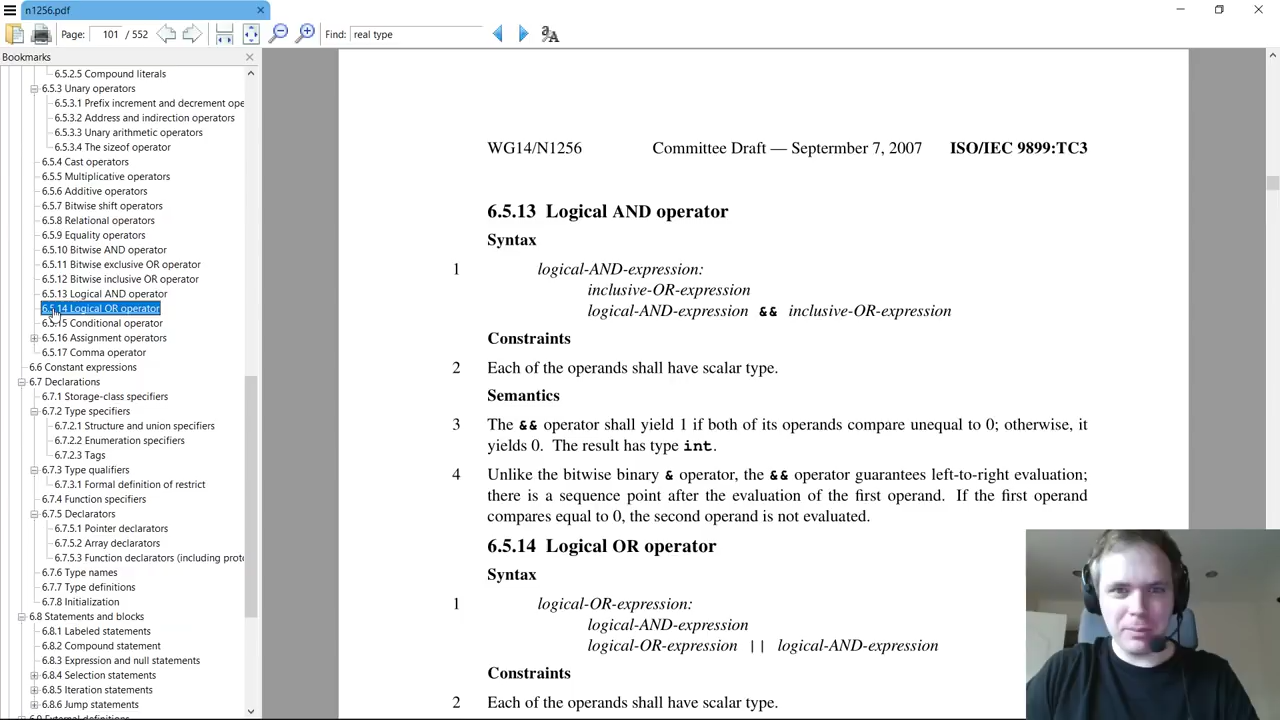 n1256.pdf
Page: 101 / 552 Find: real type
Bookmarks
6.5.2.5 Compound literals
6.5.3 Unary operators
6.5.3.1 Prefix increment and decrement ope
6.5.3.2 Address and indirection operators
6.5.3.3 Unary arithmetic operators
6.5.3.4 The sizeof operator
6.5.4 Cast operators
6.5.5 Multiplicative operators
6.5.6 Additive operators
6.5.7 Bitwise shift operators
6.5.8 Relational operators
6.5.9 Equality operators
6.5.10 Bitwise AND operator
6.5.11 Bitwise exclusive OR operator
6.5.12 Bitwise inclusive OR operator
6.5.13 Logical AND operator
6.5.14 Logical OR operator
6.5.15 Conditional operator
6.5.16 Assignment operators
6.5.17 Comma operator
6.6 Constant expressions
6.7 Declarations
6.7.1 Storage-class specifiers
6.7.2 Type specifiers
6.7.2.1 Structure and union specifiers
6.7.2.2 Enumeration specifiers
6.7.2.3 Tags
6.7.3 Type qualifiers
6.7.3.1 Formal definition of restrict
6.7.4 Function specifiers
6.7.5 Declarators
6.7.5.1 Pointer declarators
6.7.5.2 Array declarators
6.7.5.3 Function declarators (including proto
6.7.6 Type names
6.7.7 Type definitions
6.7.8 Initialization
6.8 Statements and blocks
6.8.1 Labeled statements
6.8.2 Compound statement
6.8.3 Expression and null statements
6.8.4 Selection statements
6.8.5 Iteration statements
6.8.6 Jump statements
6.9 External definitions
WG14/N1256 Committee Draft — Septermber 7, 2007 ISO/IEC 9899:TC3
6.5.13 Logical AND operator
Syntax
1 logical-AND-expression:
inclusive-OR-expression
logical-AND-expression && inclusive-OR-expression
Constraints
2 Each of the operands shall have scalar type.
Semantics
3 The && operator shall yield 1 if both of its operands compare unequal to 0; otherwise, it
yields 0. The result has type int.
4 Unlike the bitwise binary & operator, the && operator guarantees left-to-right evaluation;
there is a sequence point after the evaluation of the first operand. If the first operand
compares equal to 0, the second operand is not evaluated.
6.5.14 Logical OR operator
Syntax
1 logical-OR-expression:
logical-AND-expression
logical-OR-expression || logical-AND-expression
Constraints
2 Each of the operands shall have scalar type.